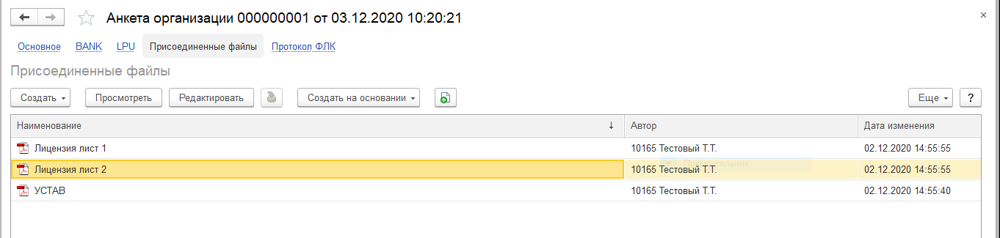 Анкета организации 000000001 от 03.12.2020 10:20:21
Основное BANK LPU Присоединенные файлы Протокол ФЛК
Присоединенные файлы
Создать Просмотреть Редактировать Создать на основании Еще ?
Наименование ↓ Автор Дата изменения
Лицензия лист 1 10165 Тестовый Т.Т. 02.12.2020 14:55:55
Лицензия лист 2 10165 Тестовый Т.Т. 02.12.2020 14:55:55
Прямоугольник
УСТАВ 10165 Тестовый Т.Т. 02.12.2020 14:55:40